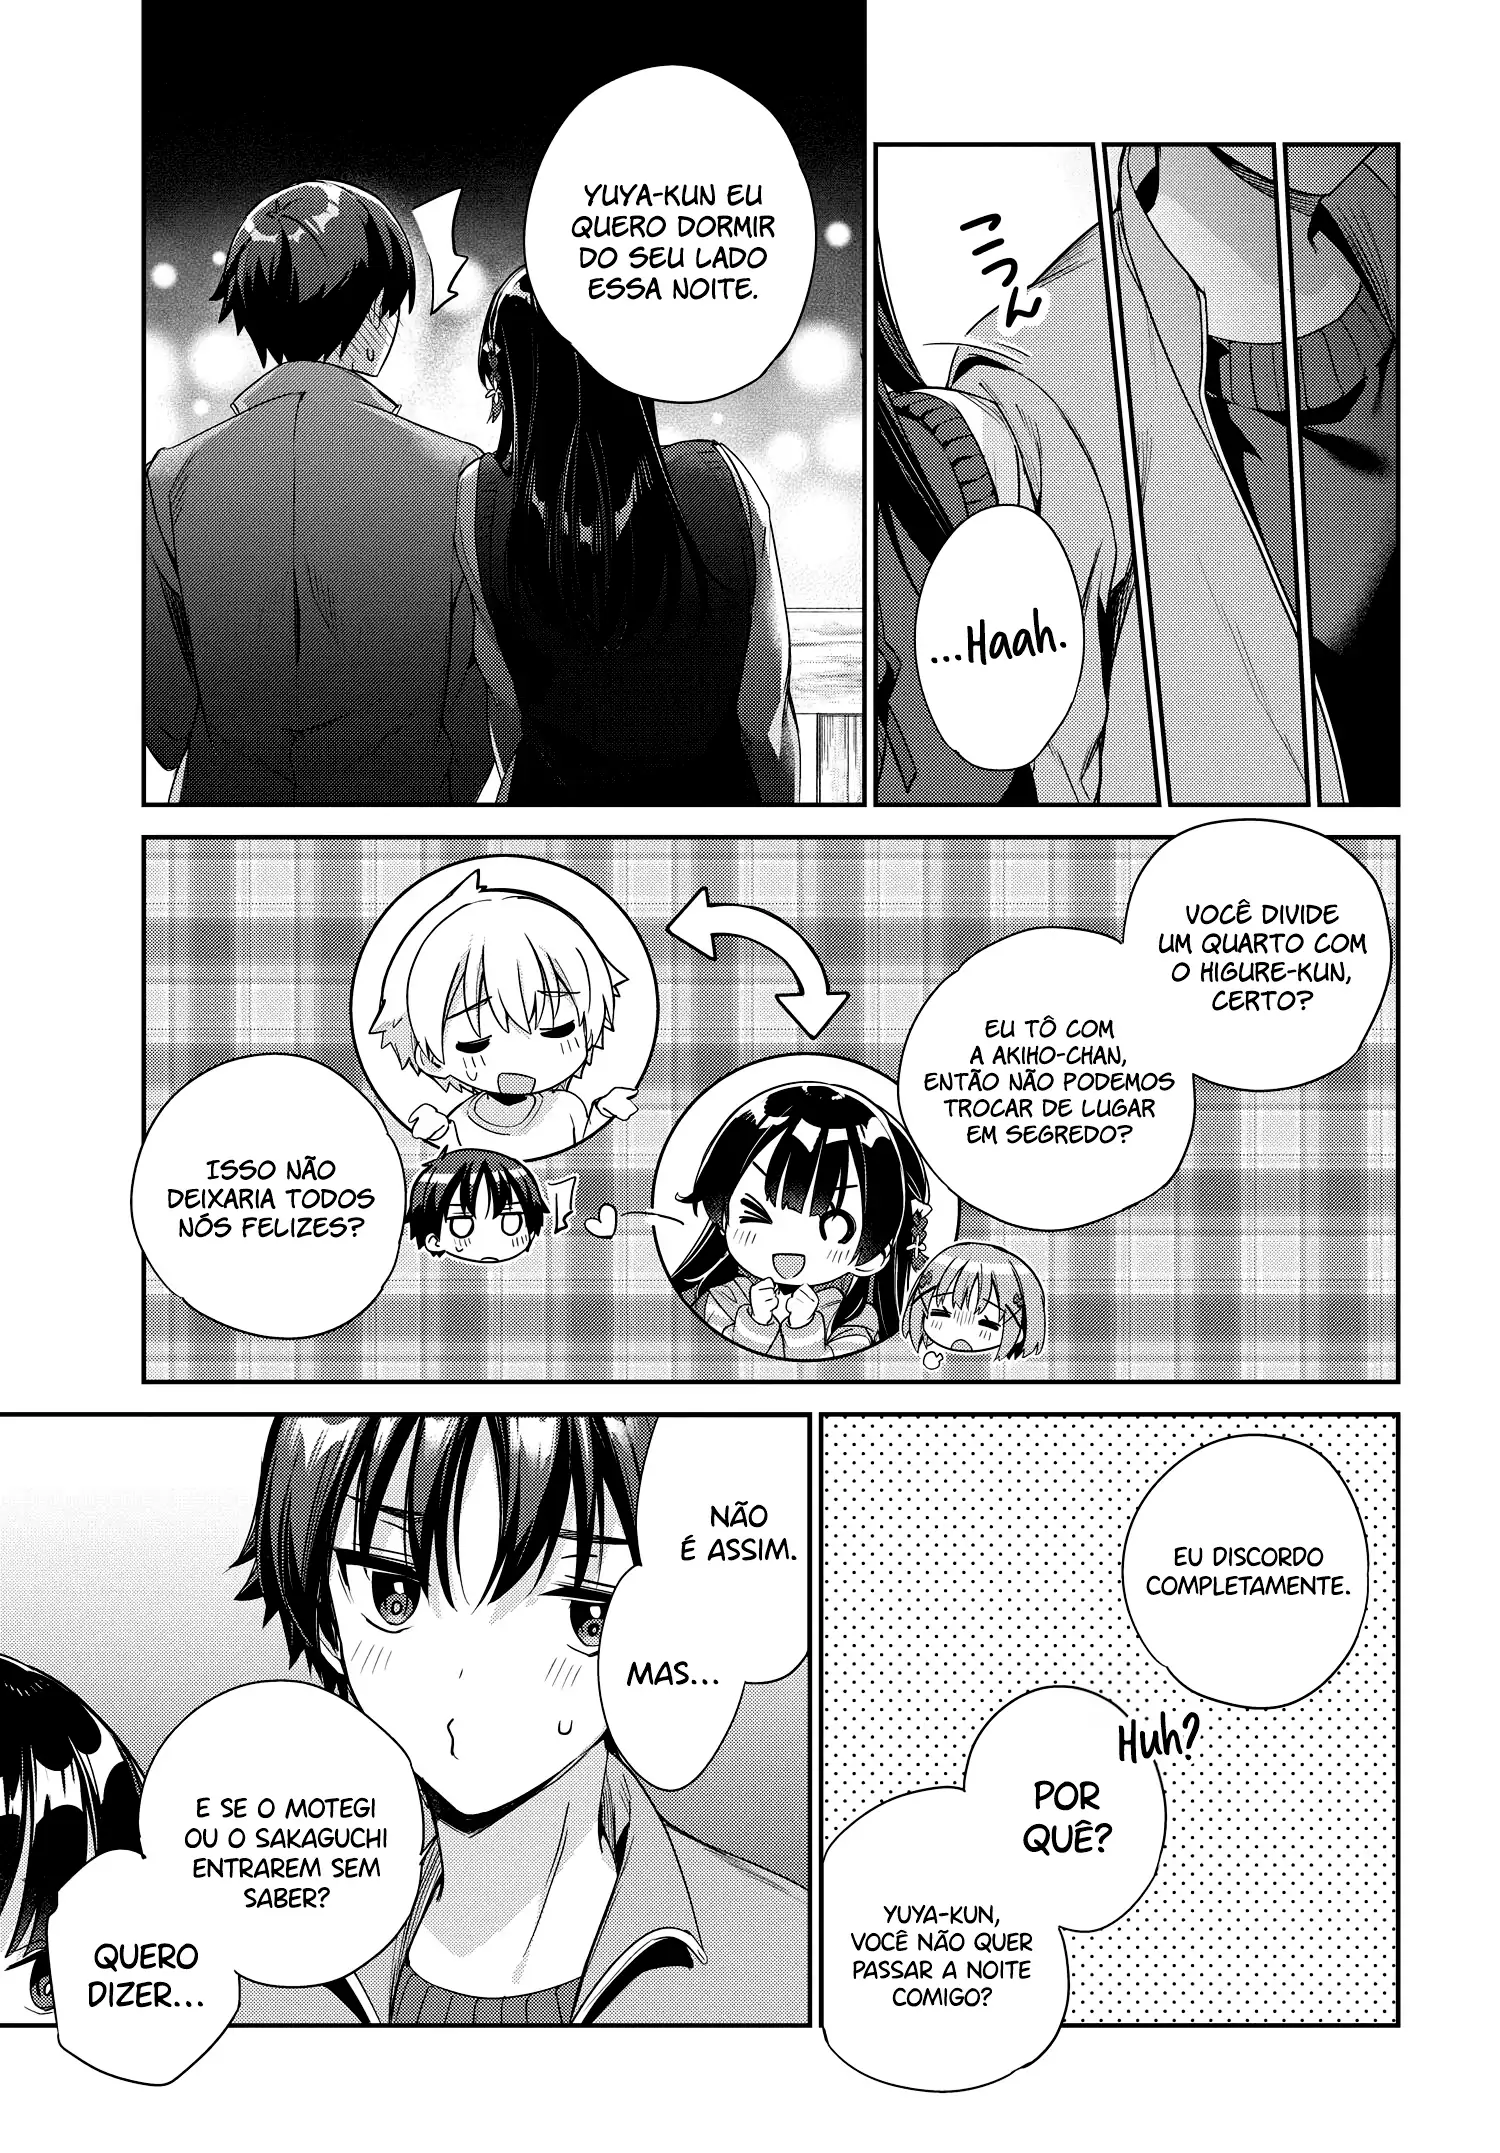 こつん
...Haah.
YUYA-KUN EU
QUERO DORMIR
DO SEU LADO
ESSA NOITE.
VOCÊ DIVIDE
UM QUARTO COM
O HIGURE-KUN,
CERTO?
EU TÔ COM
A AKIHO-CHAN,
ENTÃO NÃO PODEMOS
TROCAR DE LUGAR
EM SEGREDO?
ISSO NÃO
DEIXARIA TODOS
NÓS FELIZES?
EU DISCORDO
COMPLETAMENTE.
Huh?
POR
QUÊ?
YUYA-KUN,
VOCÊ NÃO QUER
PASSAR A NOITE
COMIGO?
NÃO
É ASSIM.
MAS...
E SE O MOTEGI
OU O SAKAGUCHI
ENTRAREM SEM
SABER?
QUERO
DIZER...